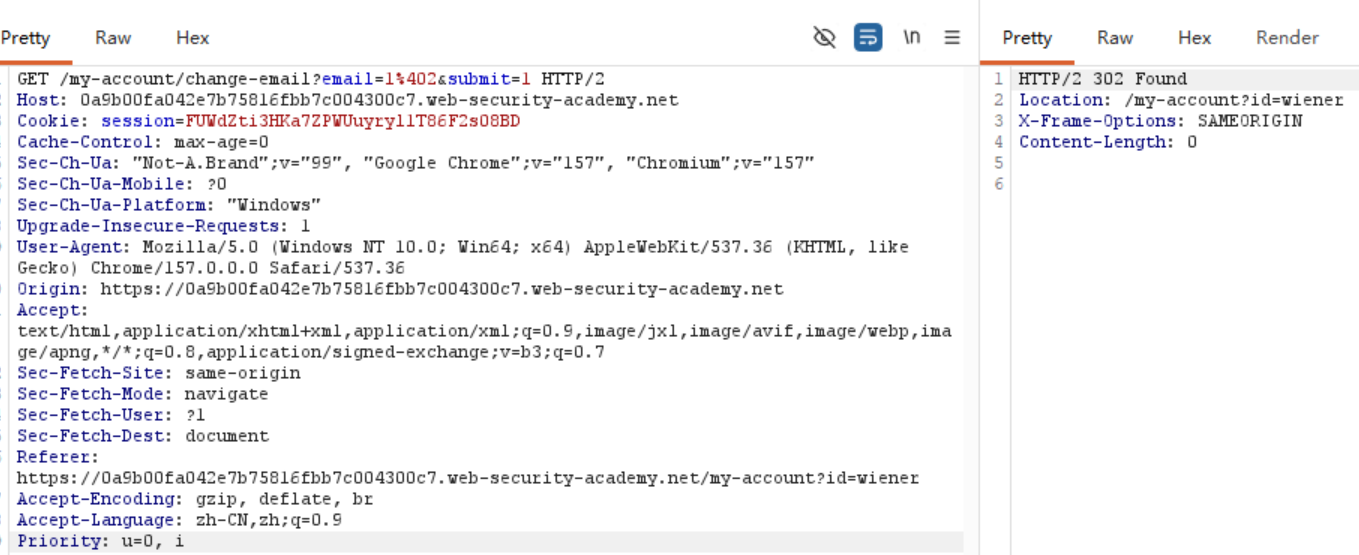 Pretty Raw Hex \n
GET /my-account/change-email?email=1%402&submit=1 HTTP/2
Host: 0a9b00fa042e7b75816fbb7c004300c7.web-security-academy.net
Cookie: session=FUWdZti3HKa7ZPWUuyryllT86F2s08BD
Cache-Control: max-age=0
Sec-Ch-Ua: "Not-A.Brand";v="99", "Google Chrome";v="157", "Chromium";v="157"
Sec-Ch-Ua-Mobile: ?0
Sec-Ch-Ua-Platform: "Windows"
Upgrade-Insecure-Requests: 1
User-Agent: Mozilla/5.0 (Windows NT 10.0; Win64; x64) AppleWebKit/537.36 (KHTML, like
Gecko) Chrome/157.0.0.0 Safari/537.36
Origin: https://0a9b00fa042e7b75816fbb7c004300c7.web-security-academy.net
Accept:
text/html,application/xhtml+xml,application/xml;q=0.9,image/jxl,image/avif,image/webp,ima
ge/apng,*/*;q=0.8,application/signed-exchange;v=b3;q=0.7
Sec-Fetch-Site: same-origin
Sec-Fetch-Mode: navigate
Sec-Fetch-User: ?1
Sec-Fetch-Dest: document
Referer:
https://0a9b00fa042e7b75816fbb7c004300c7.web-security-academy.net/my-account?id=wiener
Accept-Encoding: gzip, deflate, br
Accept-Language: zh-CN,zh;q=0.9
Priority: u=0, i
Pretty Raw Hex Render
1 HTTP/2 302 Found
2 Location: /my-account?id=wiener
3 X-Frame-Options: SAMEORIGIN
4 Content-Length: 0
5
6